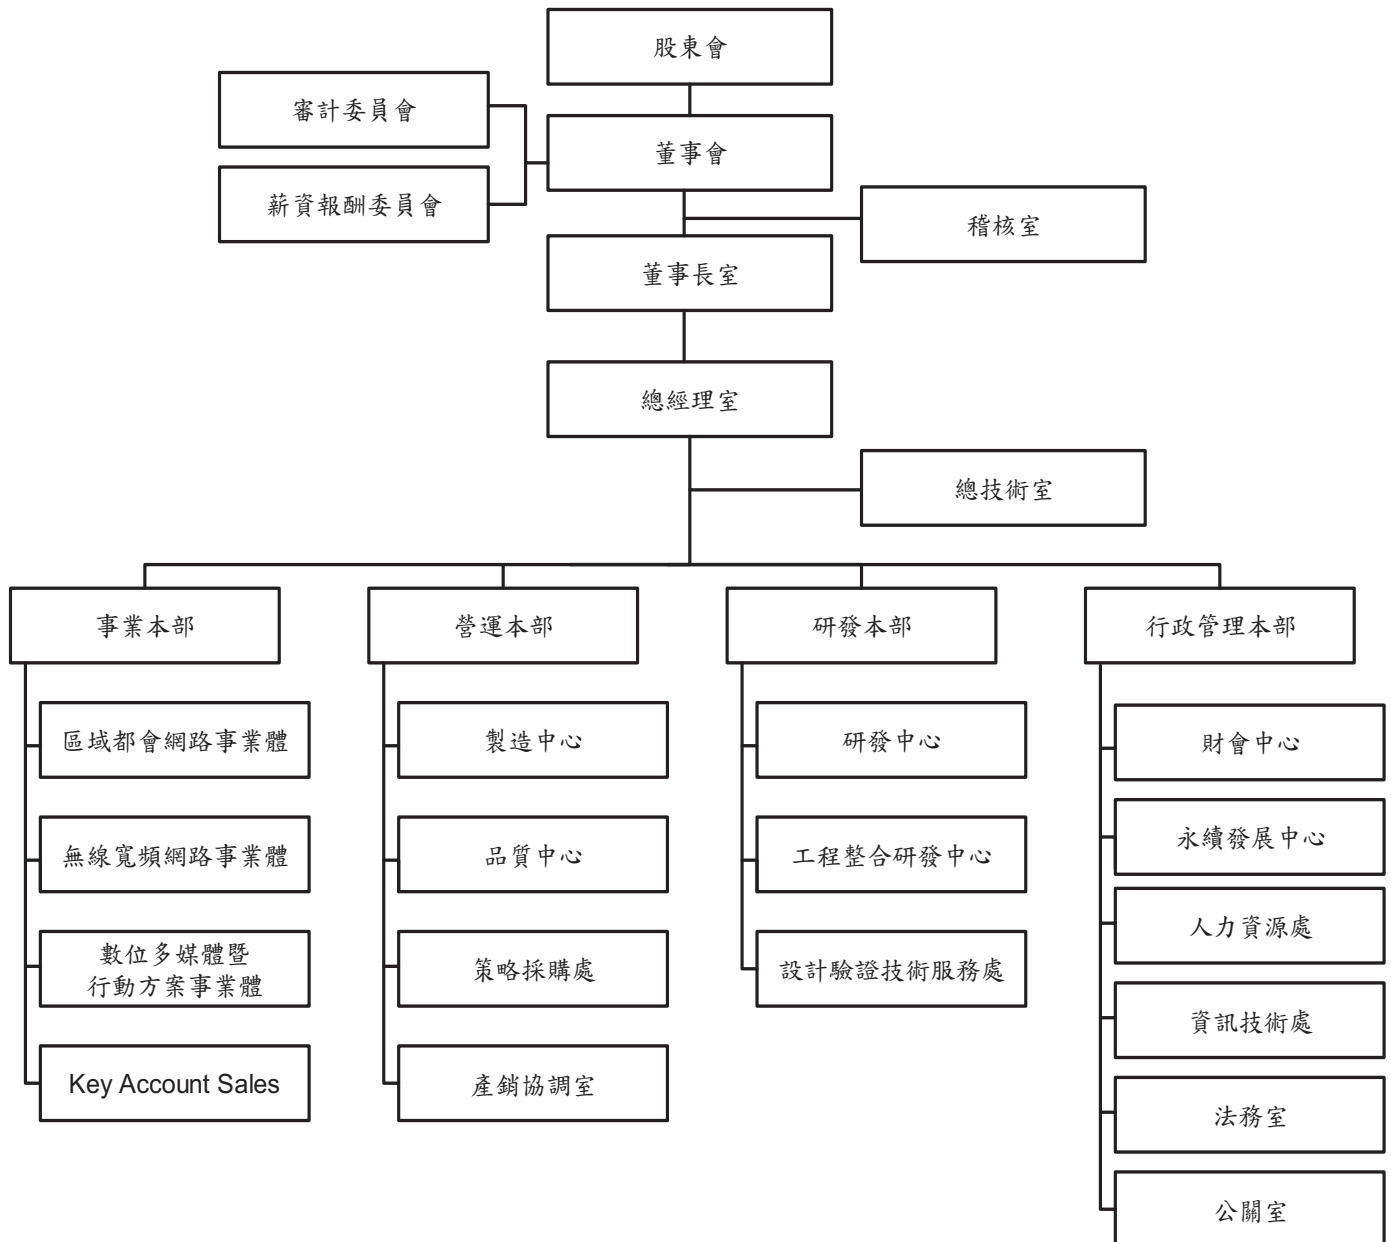 股東會
審計委員會
董事會
薪資報酬委員會
稽核室
董事長室
總經理室
總技術室
事業本部
區域都會網路事業體
無線寬頻網路事業體
數位多媒體暨
行動方案事業體
Key Account Sales
營運本部
製造中心
品質中心
策略採購處
產銷協調室
研發本部
研發中心
工程整合研發中心
設計驗證技術服務處
行政管理本部
財會中心
永續發展中心
人力資源處
資訊技術處
法務室
公關室